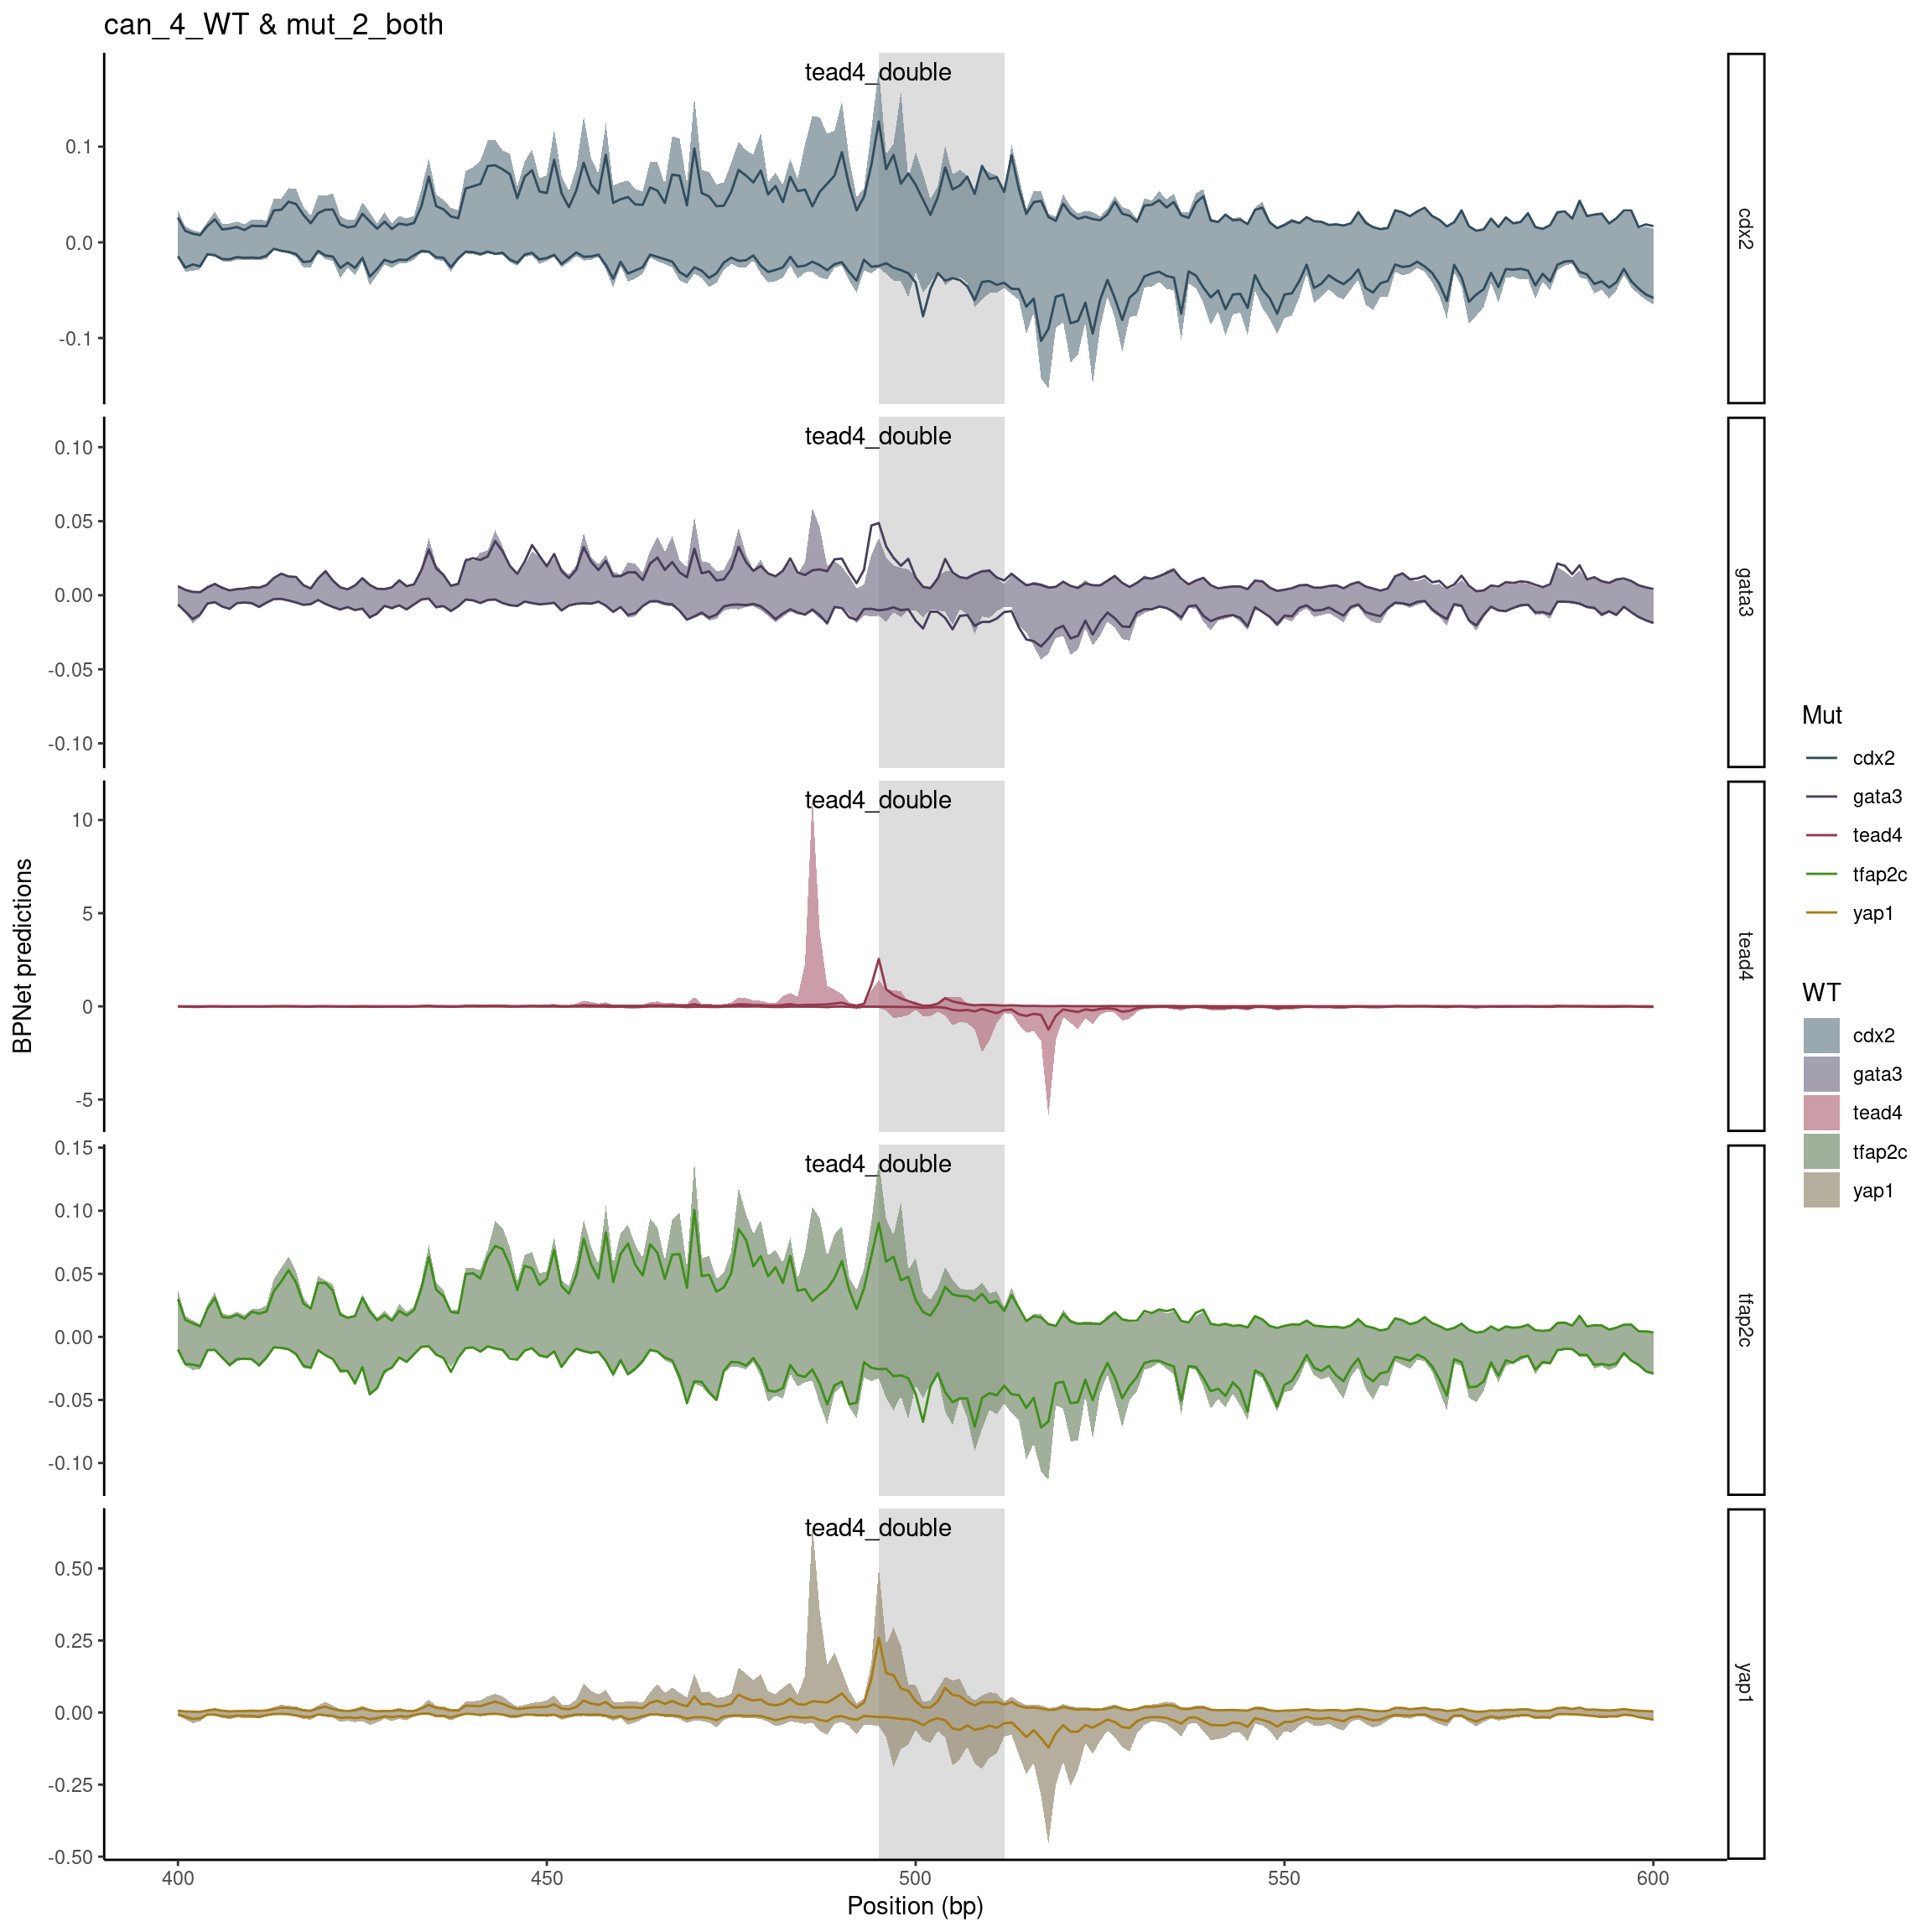 can_4_WT & mut_2_both
tead4_double
0.1
0.0
-0.1
cdx2
tead4_double
0.10
0.05
0.00
-0.05
-0.10
gata3
tead4_double
10
5
0
-5
tead4
tead4_double
0.15
0.10
0.05
0.00
-0.05
-0.10
tfap2c
tead4_double
0.50
0.25
0.00
-0.25
-0.50
yap1
400
450
500
550
600
Position (bp)
BPNet predictions
Mut
cdx2
gata3
tead4
tfap2c
yap1
WT
cdx2
gata3
tead4
tfap2c
yap1